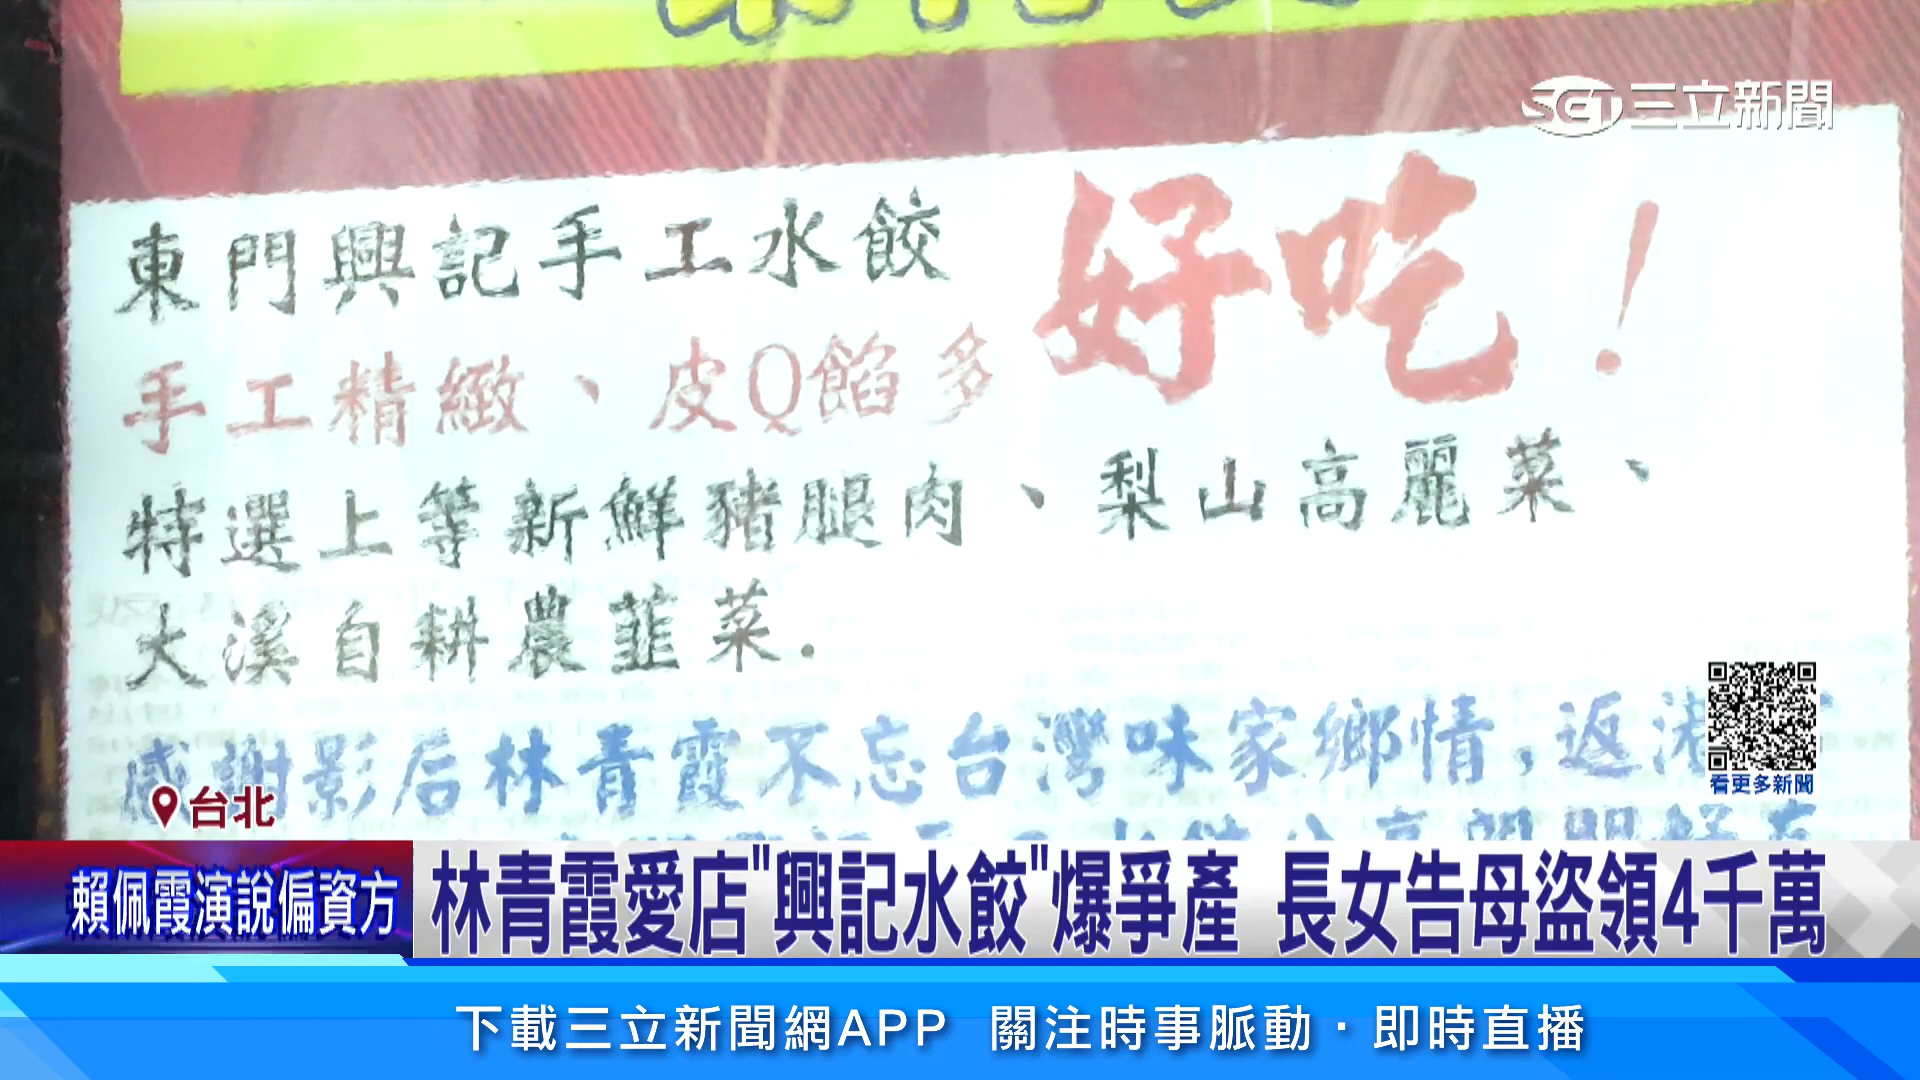 SET三立新聞
東門興記手工水餃
好吃！
手工精緻、皮Q餡多
特選上等新鮮豬腿肉、梨山高麗菜、
大溪自耕農韮菜.
感謝影后林青霞不忘台灣味家鄉情,返港
看更多新聞
台北
賴佩霞演說偏資方
林青霞愛店"興記水餃"爆爭產 長女告母盜領4千萬
下載三立新聞網APP 關注時事脈動・即時直播